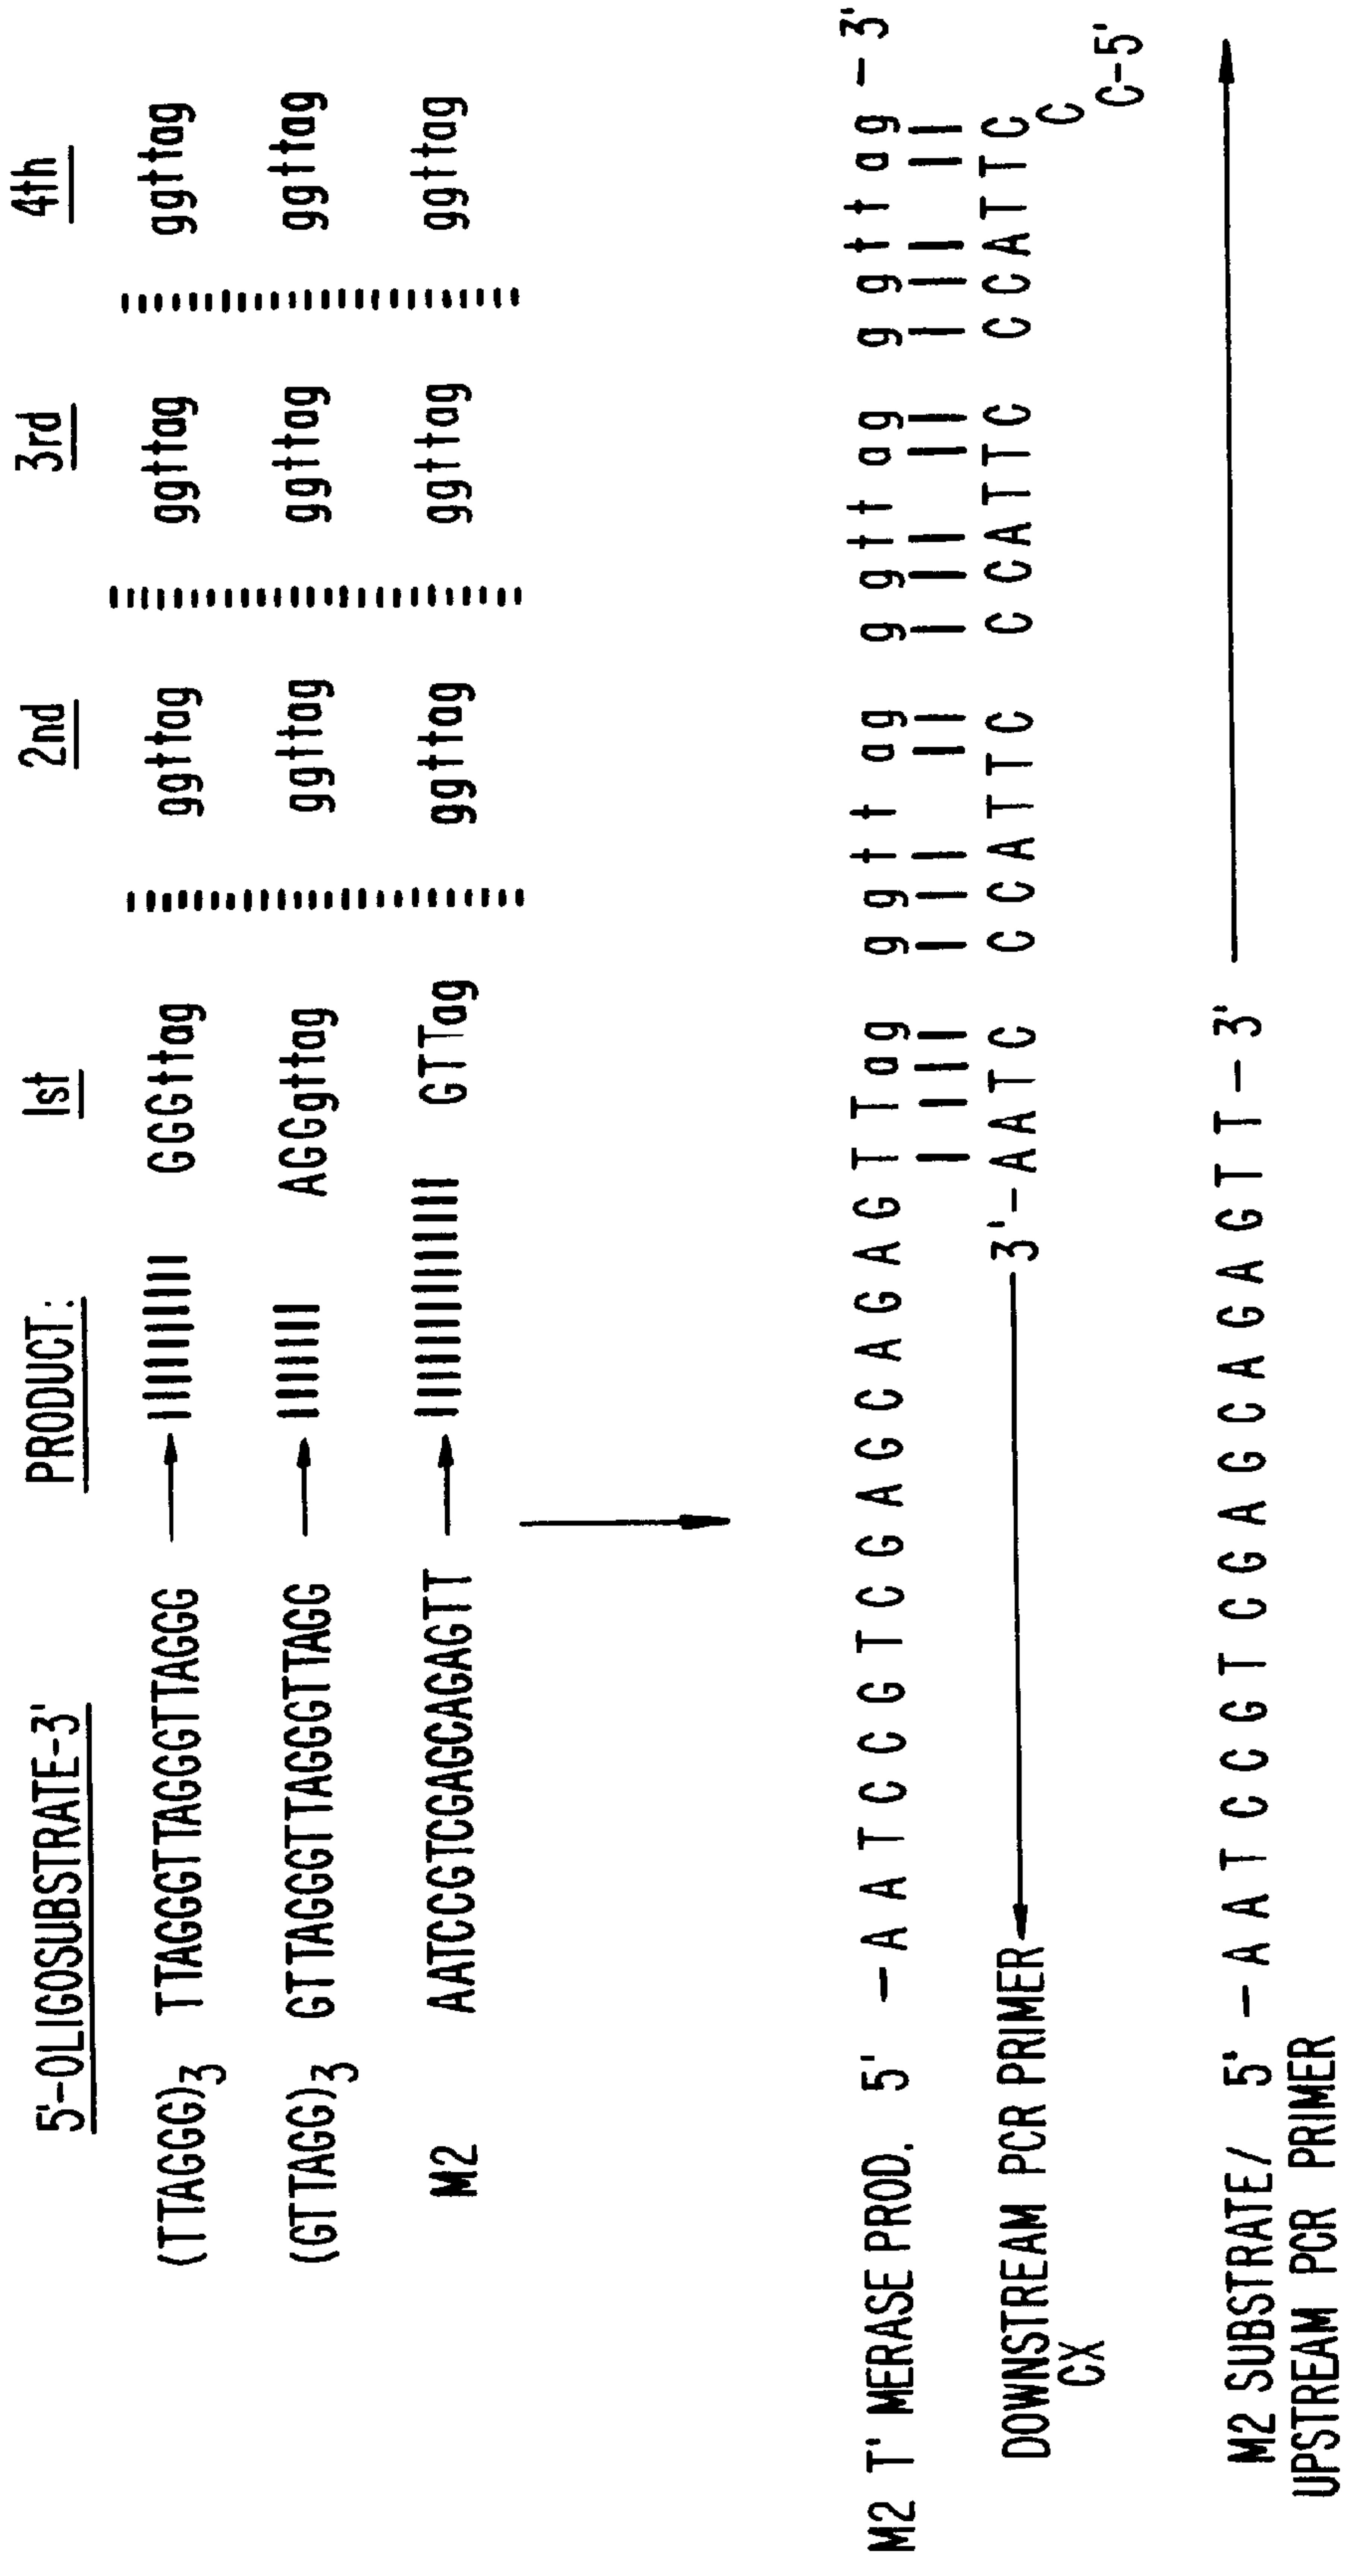 5'-OLIGOSUBSTRATE-3' PRODUCT: 1st 2nd 3rd 4th
(TTAGGG)3 TTAGGGTTAGGGTTAGGG GGGttag ggttag ggttag ggttag
(GTTAGG)3 GTTAGGGTTAGGGTTAGG AGGgttag ggttag ggttag ggttag
M2 AATCCGTCGAGCAGAGTT GTTag ggttag ggttag ggttag
M2 T' MERASE PROD. 5' - A A T C C G T C G A G C A G A G T T a g g g t t a g g g t t a g g g t t a g - 3'
DOWNSTREAM PCR PRIMER 3'- A A T C C C A T T C C C A T T C C C A T T C C C-5'
CX
M2 SUBSTRATE/ 5' - A A T C C G T C G A G C A G A G T T - 3'
UPSTREAM PCR PRIMER